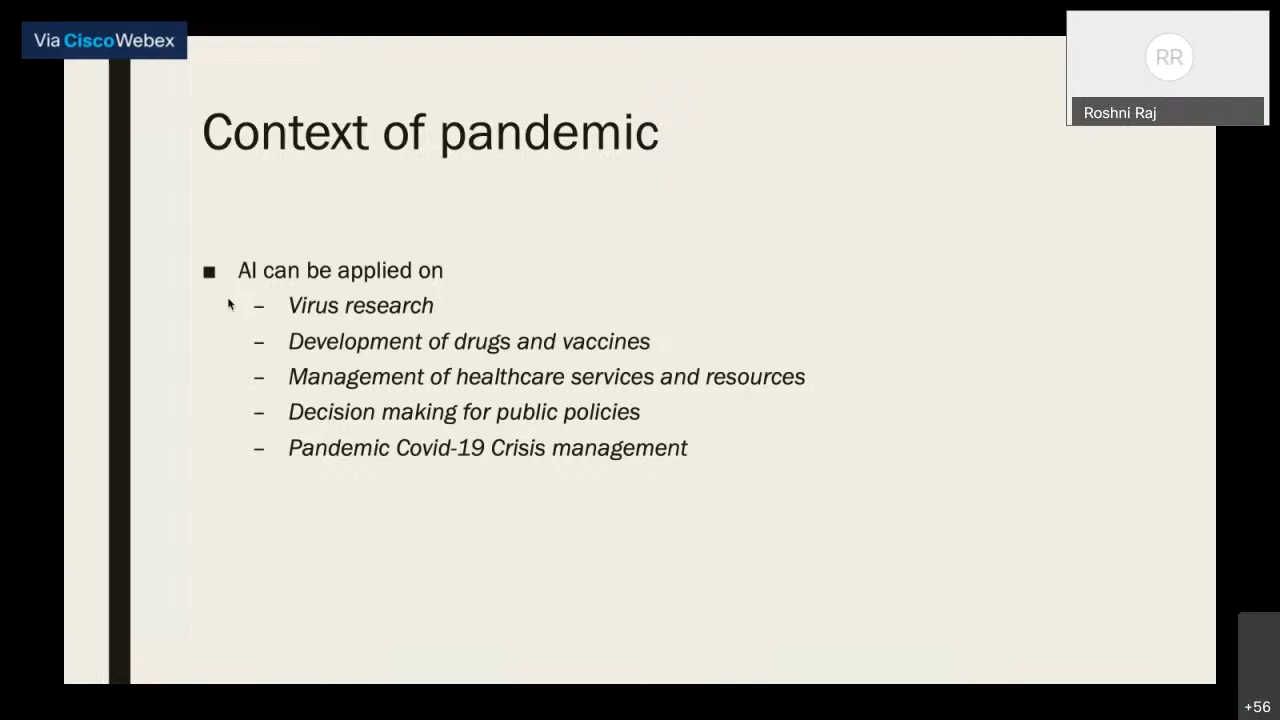 Via Cisco Webex
RR
Roshni Raj
Context of pandemic
■ AI can be applied on
– Virus research
– Development of drugs and vaccines
– Management of healthcare services and resources
– Decision making for public policies
– Pandemic Covid-19 Crisis management
+56